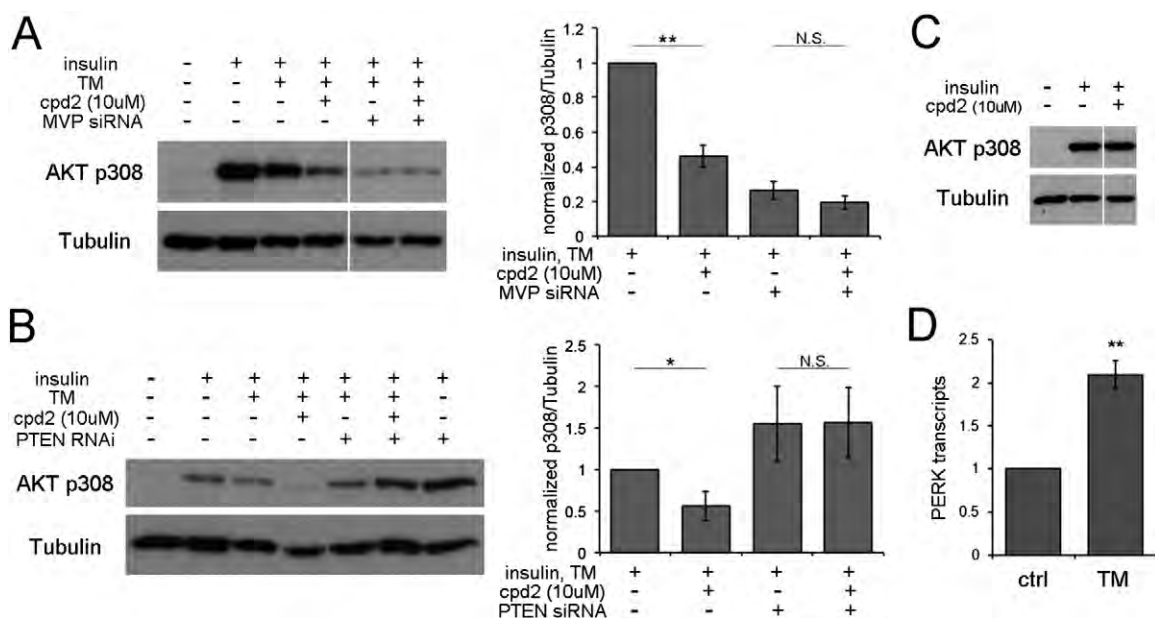 A
insulin - + + + + +
TM - - + + + +
cpd2 (10uM) - - - + - +
MVP siRNA - - - - + +
AKT p308
Tubulin
normalized p308/Tubulin
1.2
1
0.8
0.6
0.4
0.2
0
**
N.S.
insulin, TM + + + +
cpd2 (10uM) - + - +
MVP siRNA - - + +
C
insulin - + +
cpd2 (10uM) - - +
AKT p308
Tubulin
B
insulin - + + + + + +
TM - - + + + + -
cpd2 (10uM) - - - + - + -
PTEN RNAi - - - - + + +
AKT p308
Tubulin
normalized p308/Tubulin
2.5
2
1.5
1
0.5
0
*
N.S.
insulin, TM + + + +
cpd2 (10uM) - + - +
PTEN siRNA - - + +
D
PERK transcripts
2.5
2
1.5
1
0.5
0
**
ctrl TM